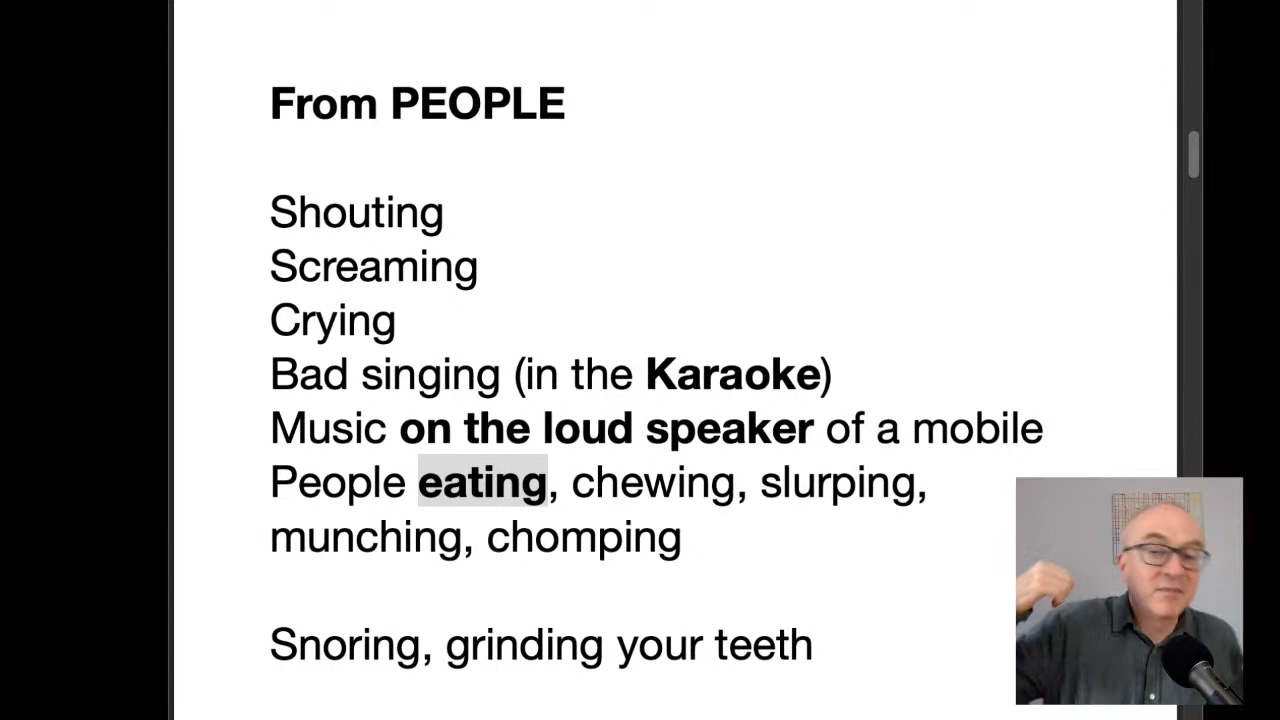 From PEOPLE
Shouting
Screaming
Crying
Bad singing (in the Karaoke)
Music on the loud speaker of a mobile
People eating, chewing, slurping,
munching, chomping
Snoring, grinding your teeth